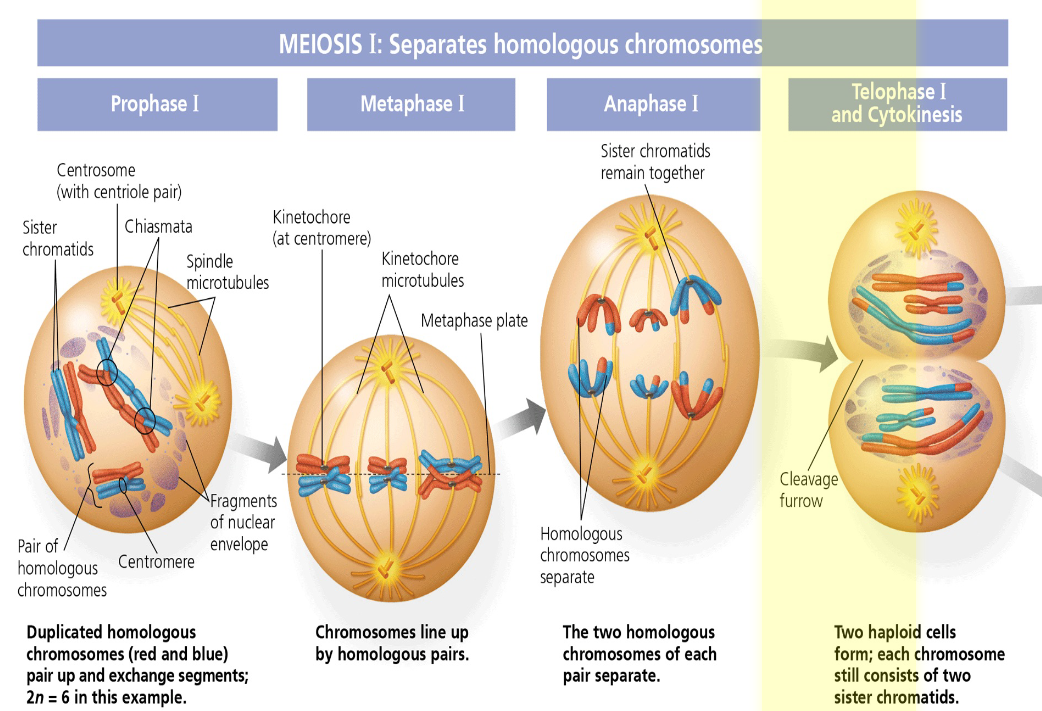 MEIOSIS I: Separates homologous chromosomes
Prophase I
Metaphase I
Anaphase I
Telophase I
and Cytokinesis
Centrosome
(with centriole pair)
Sister
chromatids
Chiasmata
Spindle
microtubules
Fragments
of nuclear
envelope
Centromere
Pair of
homologous
chromosomes
Duplicated homologous
chromosomes (red and blue)
pair up and exchange segments;
2n = 6 in this example.
Kinetochore
(at centromere)
Kinetochore
microtubules
Metaphase plate
Chromosomes line up
by homologous pairs.
Sister chromatids
remain together
Homologous
chromosomes
separate
The two homologous
chromosomes of each
pair separate.
Cleavage
furrow
Two haploid cells
form; each chromosome
still consists of two
sister chromatids.